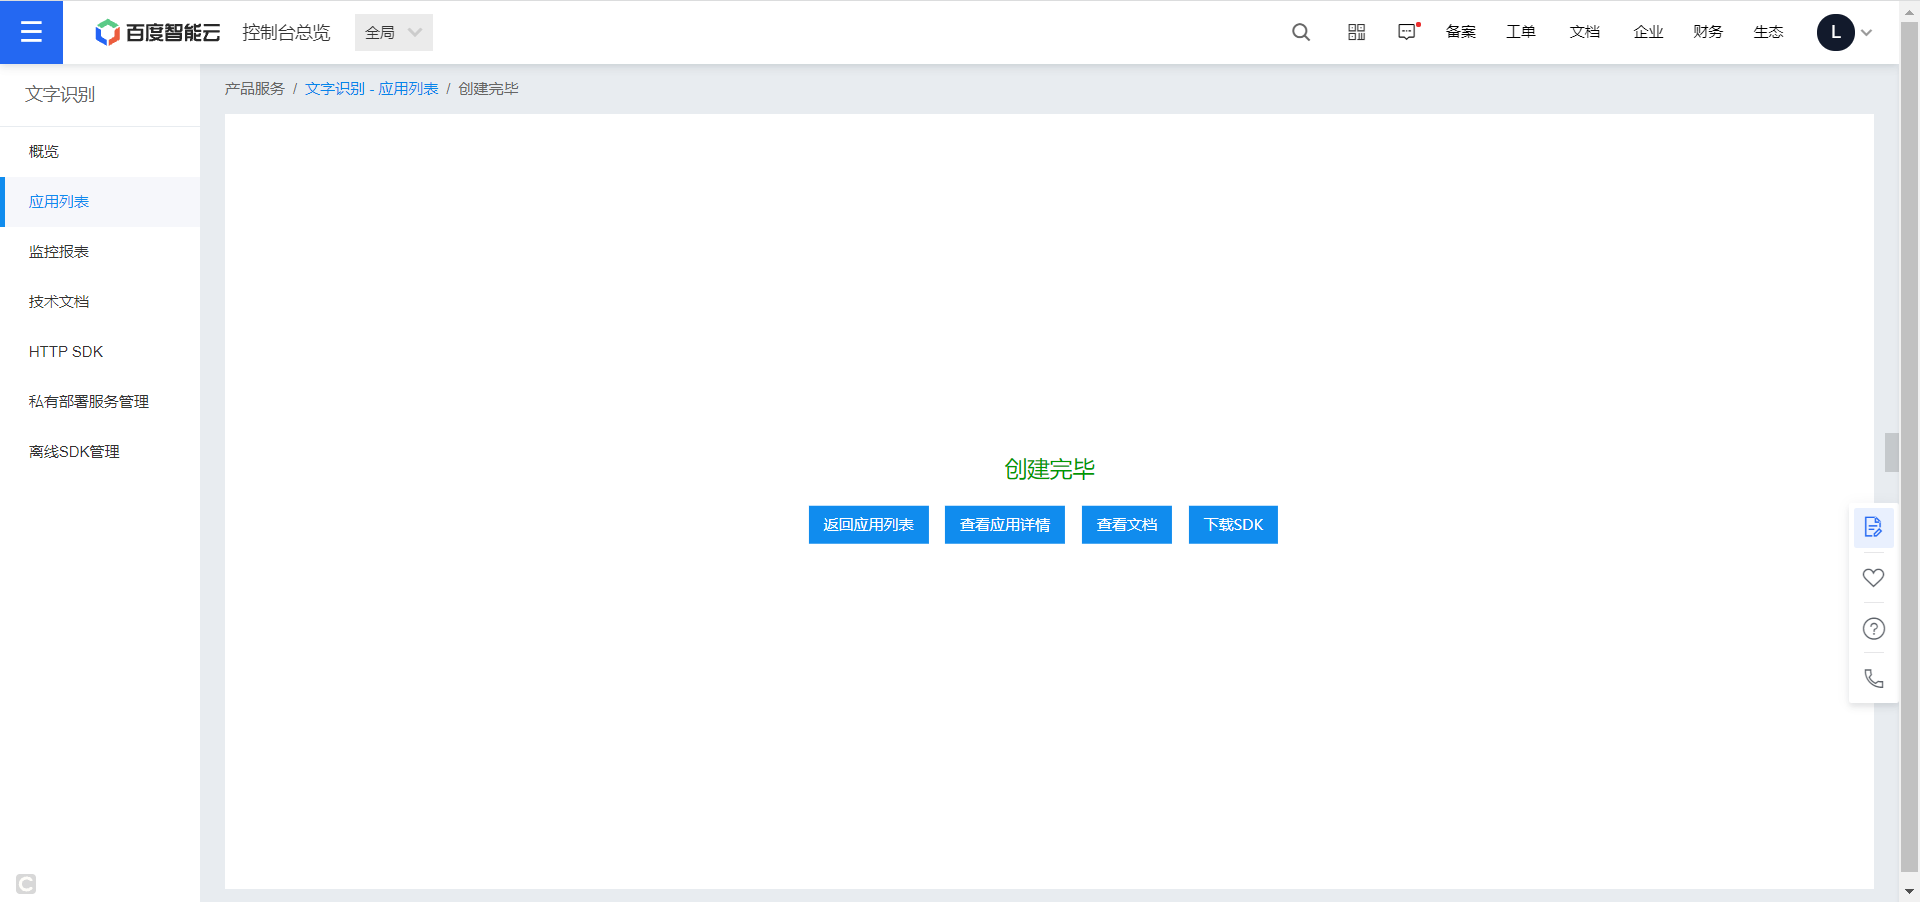 百度智能云 控制台总览 全局 备案 工单 文档 企业 财务 生态 L
文字识别
产品服务 / 文字识别 - 应用列表 / 创建完毕
概览
应用列表
监控报表
技术文档
HTTP SDK
私有部署服务管理
离线SDK管理
创建完毕
返回应用列表 查看应用详情 查看文档 下载SDK